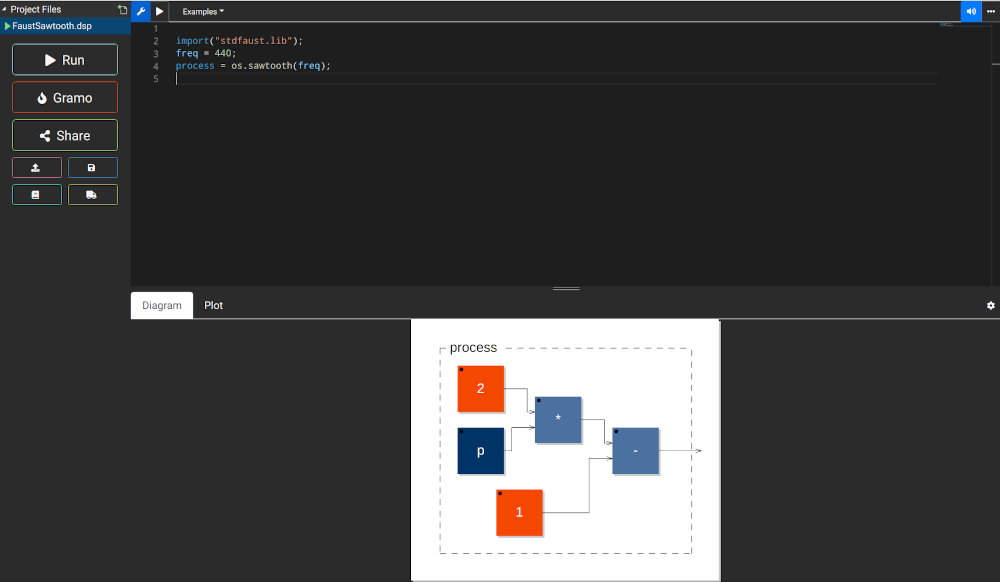 Project Files
Examples
FaustSawtooth.dsp
Run
Gramo
Share
1
2 import("stdfaust.lib");
3 freq = 440;
4 process = os.sawtooth(freq);
5
Diagram Plot
process
2
*
p
-
1